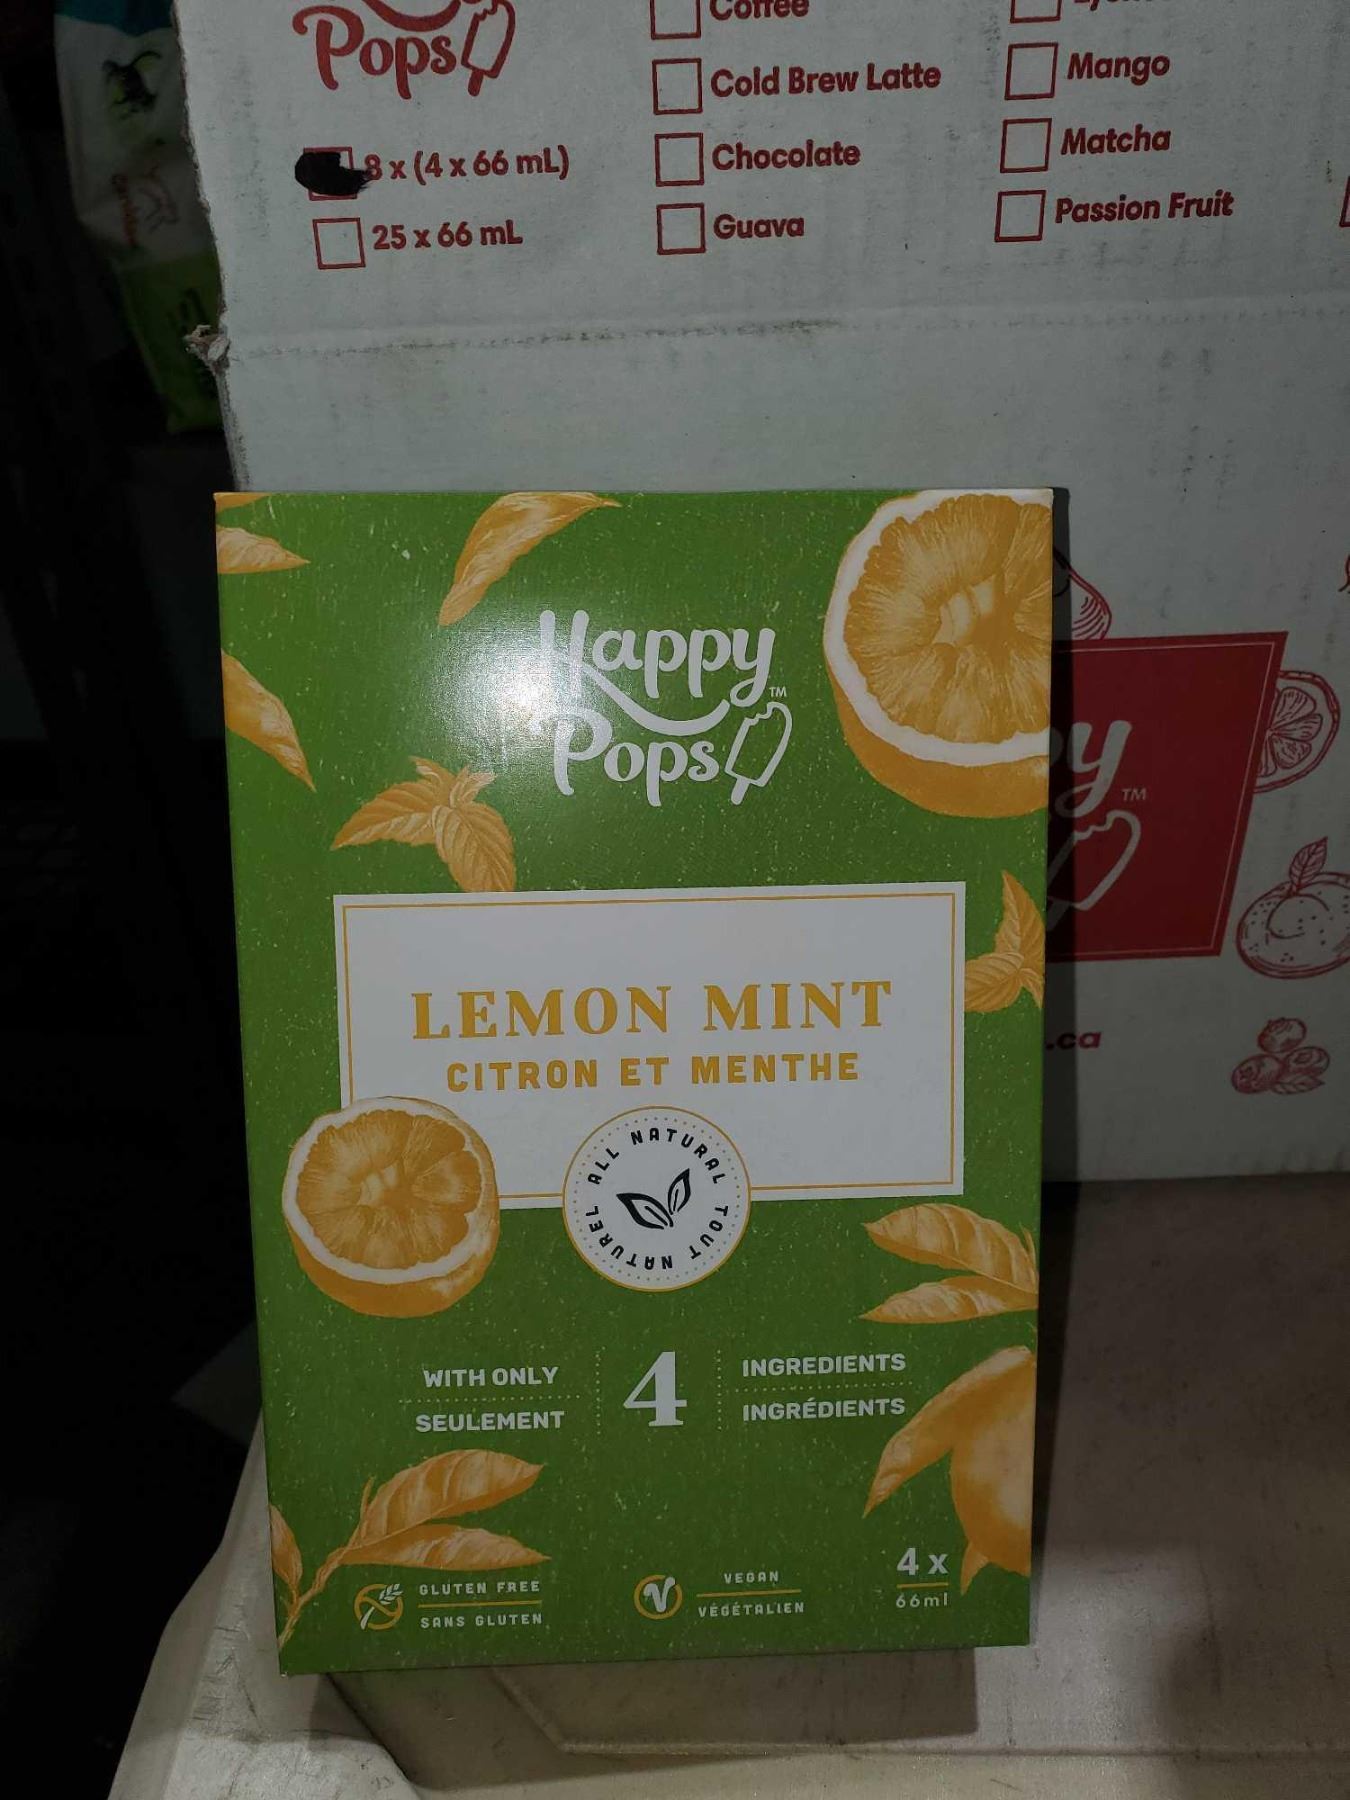 Pops
Coffee
Cold Brew Latte
Mango
8 x (4 x 66 mL)
Chocolate
Matcha
25 x 66 mL
Guava
Passion Fruit
Happy
Pops
TM
LEMON MINT
CITRON ET MENTHE
ALL NATURAL
TOUT NATUREL
WITH ONLY
SEULEMENT
4
INGREDIENTS
INGRÉDIENTS
GLUTEN FREE
SANS GLUTEN
V
VEGAN
VÉGÉTALIEN
4 x
66ml
py
TM
.ca